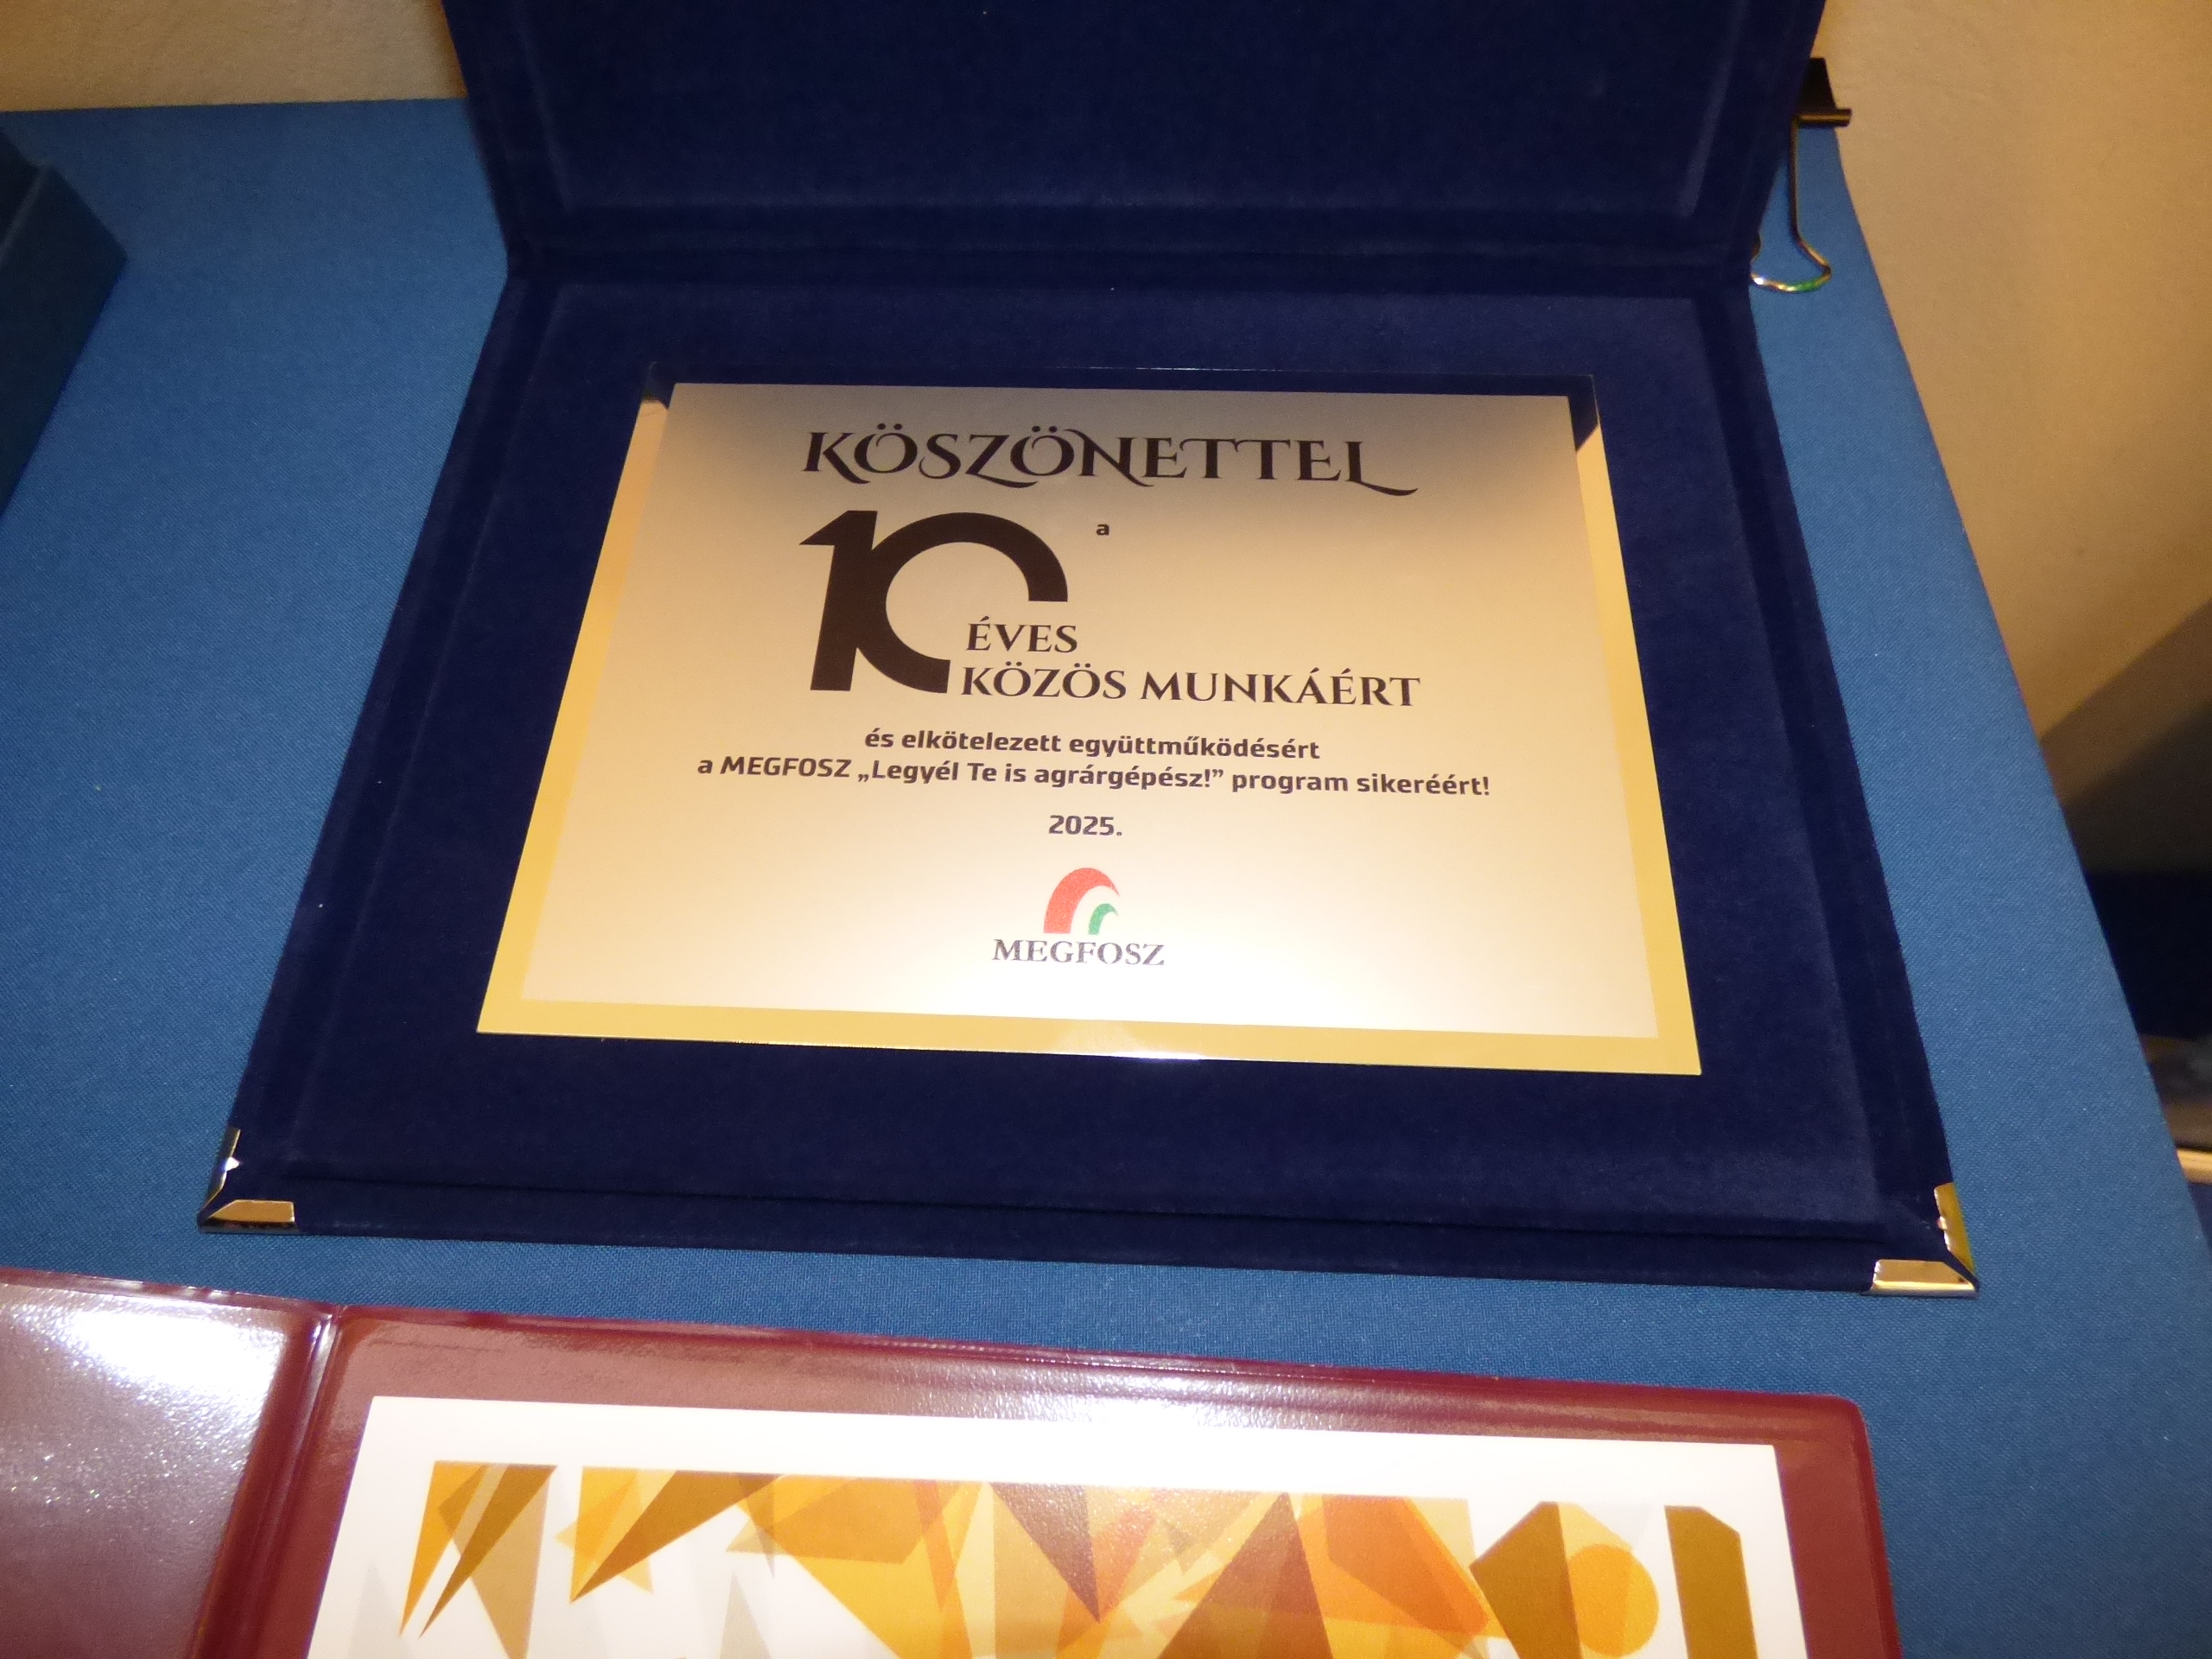 KÖSZÖNETTEL
a
10 ÉVES
KÖZÖS MUNKÁÉRT
és elkötelezett együttműködésért
a MEGFOSZ „Legyél Te is agrárgépész!” program sikeréért!
2025.
MEGFOSZ